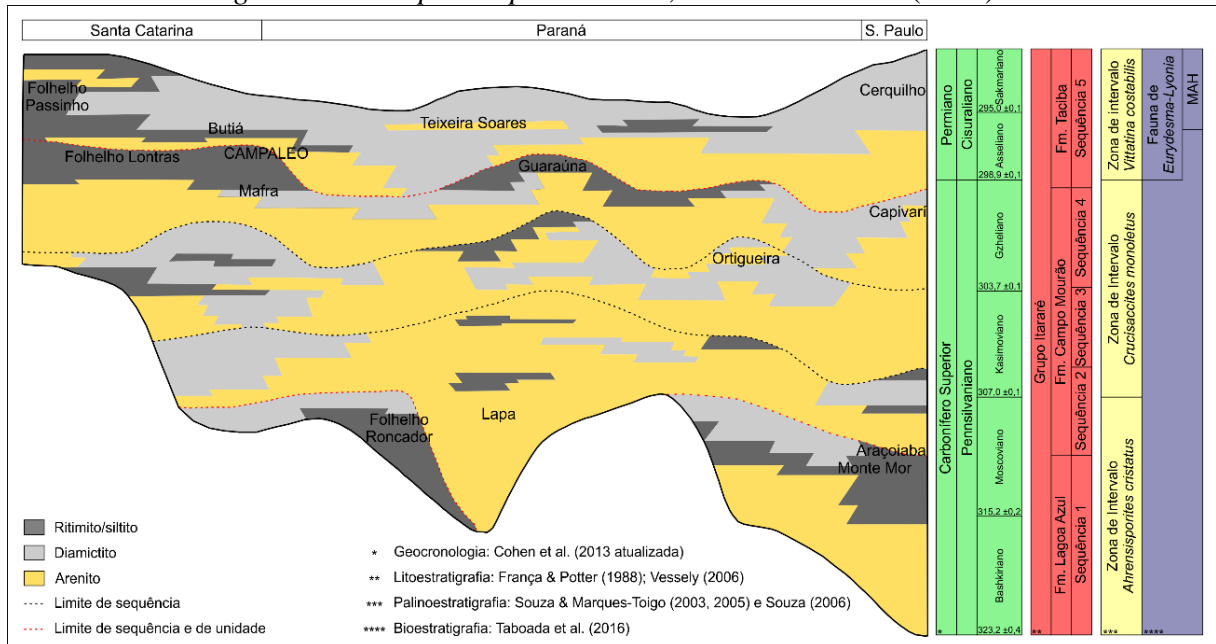 Santa Catarina
Paraná
S. Paulo
Folhelho
Passinho
Butiá
Folhelho Lontras
CAMPALEO
Mafra
Teixeira Soares
Guaraúna
Cerquilho
Capivari
Ortigueira
Folhelho
Roncador
Lapa
Araçoiaba
Monte Mor
Ritimito/siltito
Diamictito
Arenito
Limite de sequência
Limite de sequência e de unidade
* Geocronologia: Cohen et al. (2013 atualizada)
** Litoestratigrafia: França & Potter (1988); Vessely (2006)
*** Palinoestratigrafia: Souza & Marques-Toigo (2003, 2005) e Souza (2006)
**** Bioestratigrafia: Taboada et al. (2016)
Permiano
Carbonífero Superior
*
Cisuraliano
Pennsilvaniano
Sakmariano
295,0 ±0,1
Asseliano
298,9 ±0,1
Gzheliano
303,7 ±0,1
Kasimoviano
307,0 ±0,1
Moscoviano
315,2 ±0,2
Bashkiriano
323,2 ±0,4
Grupo Itararé
**
Fm. Taciba
Fm. Campo Mourão
Fm. Lagoa Azul
Sequência 5
Sequência 4
Sequência 3
Sequência 2
Sequência 1
Zona de intervalo
Vittatina costabilis
Zona de Intervalo
Crucisaccites monoletus
Zona de Intervalo
Ahrensisporites cristatus
***
Fauna de
Eurydesma-Lyonia
MAH
****